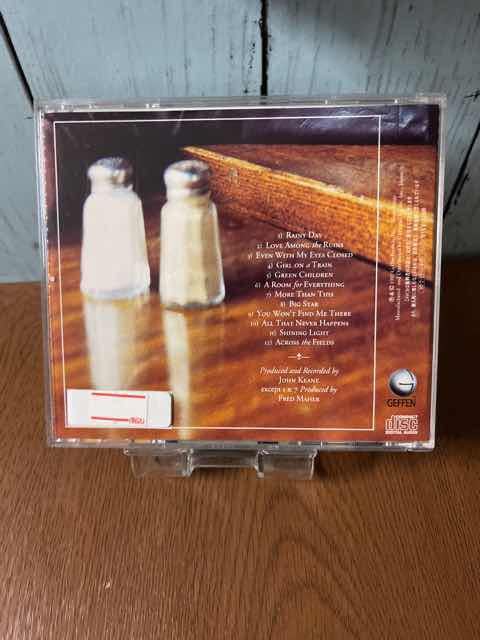 1) Rainy Day
2) Love Among the Ruins
3) Even With My Eyes Closed
4) Girl on a Train
5) Green Children
6) A Room for Everything
7) More Than This
8) Big Star
9) You Won't Find Me There
10) All That Never Happens
11) Shining Light
12) Across the Fields
Produced and Recorded by
John Keane
except 1 & 7 Produced by
Fred Maher
GEFFEN
COMPACT
disc
DIGITAL AUDIO